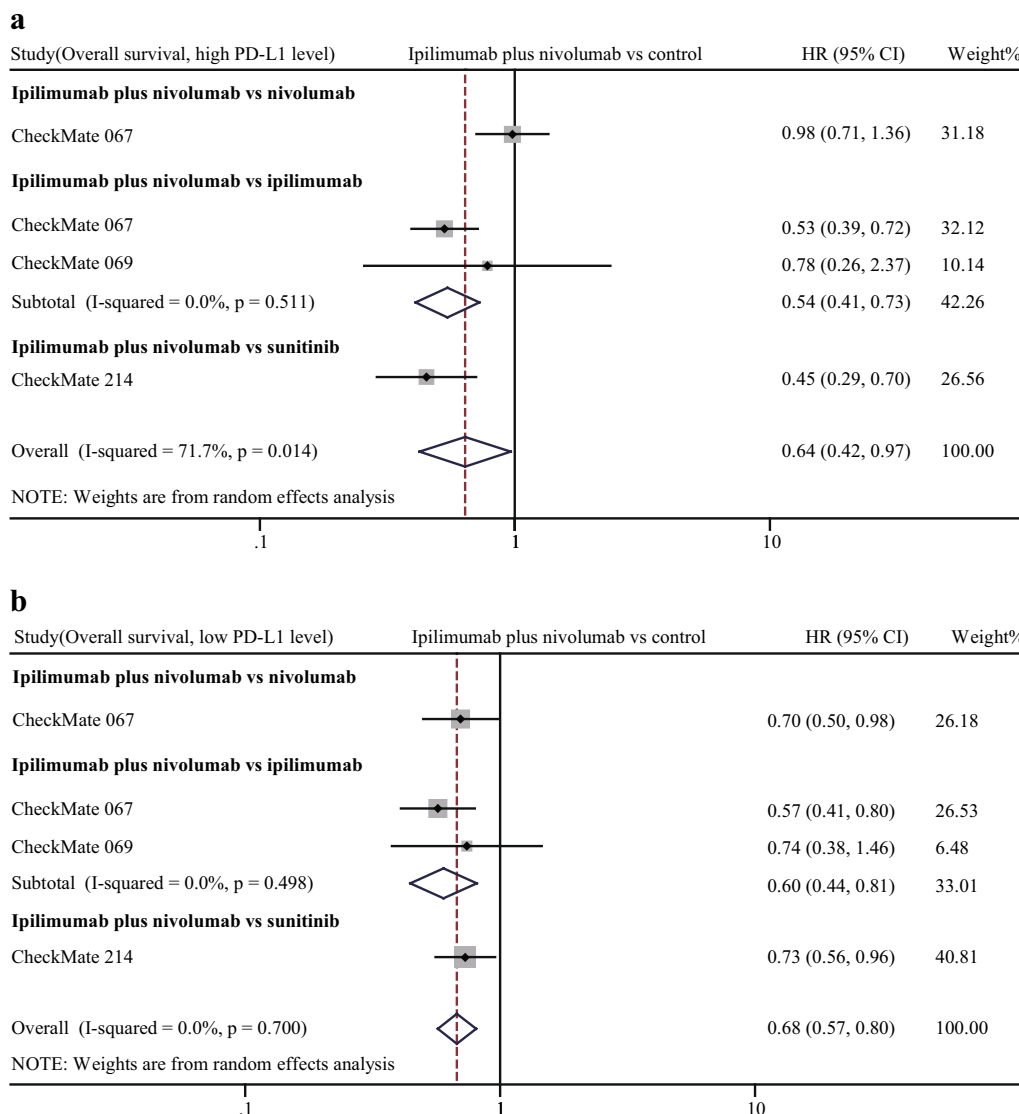 a
Study(Overall survival, high PD-L1 level) Ipilimumab plus nivolumab vs control HR (95% CI) Weight%
Ipilimumab plus nivolumab vs nivolumab
CheckMate 067 0.98 (0.71, 1.36) 31.18
Ipilimumab plus nivolumab vs ipilimumab
CheckMate 067 0.53 (0.39, 0.72) 32.12
CheckMate 069 0.78 (0.26, 2.37) 10.14
Subtotal (I-squared = 0.0%, p = 0.511) 0.54 (0.41, 0.73) 42.26
Ipilimumab plus nivolumab vs sunitinib
CheckMate 214 0.45 (0.29, 0.70) 26.56
Overall (I-squared = 71.7%, p = 0.014) 0.64 (0.42, 0.97) 100.00
NOTE: Weights are from random effects analysis
.1 1 10
b
Study(Overall survival, low PD-L1 level) Ipilimumab plus nivolumab vs control HR (95% CI) Weight%
Ipilimumab plus nivolumab vs nivolumab
CheckMate 067 0.70 (0.50, 0.98) 26.18
Ipilimumab plus nivolumab vs ipilimumab
CheckMate 067 0.57 (0.41, 0.80) 26.53
CheckMate 069 0.74 (0.38, 1.46) 6.48
Subtotal (I-squared = 0.0%, p = 0.498) 0.60 (0.44, 0.81) 33.01
Ipilimumab plus nivolumab vs sunitinib
CheckMate 214 0.73 (0.56, 0.96) 40.81
Overall (I-squared = 0.0%, p = 0.700) 0.68 (0.57, 0.80) 100.00
NOTE: Weights are from random effects analysis
.1 1 10